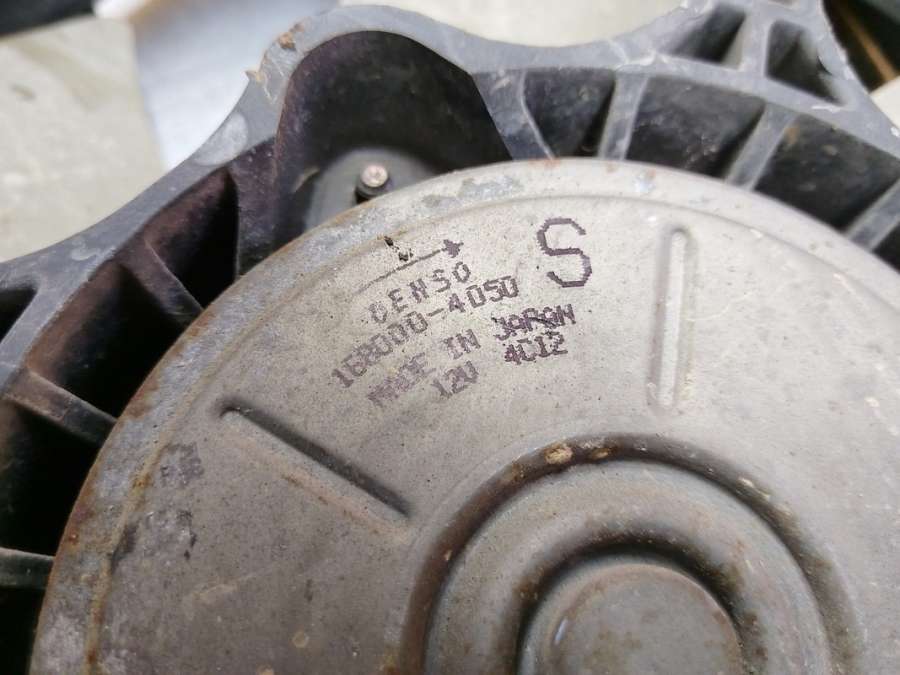 S
DENSO
168000-4050
MADE IN JAPAN
12V 4C12